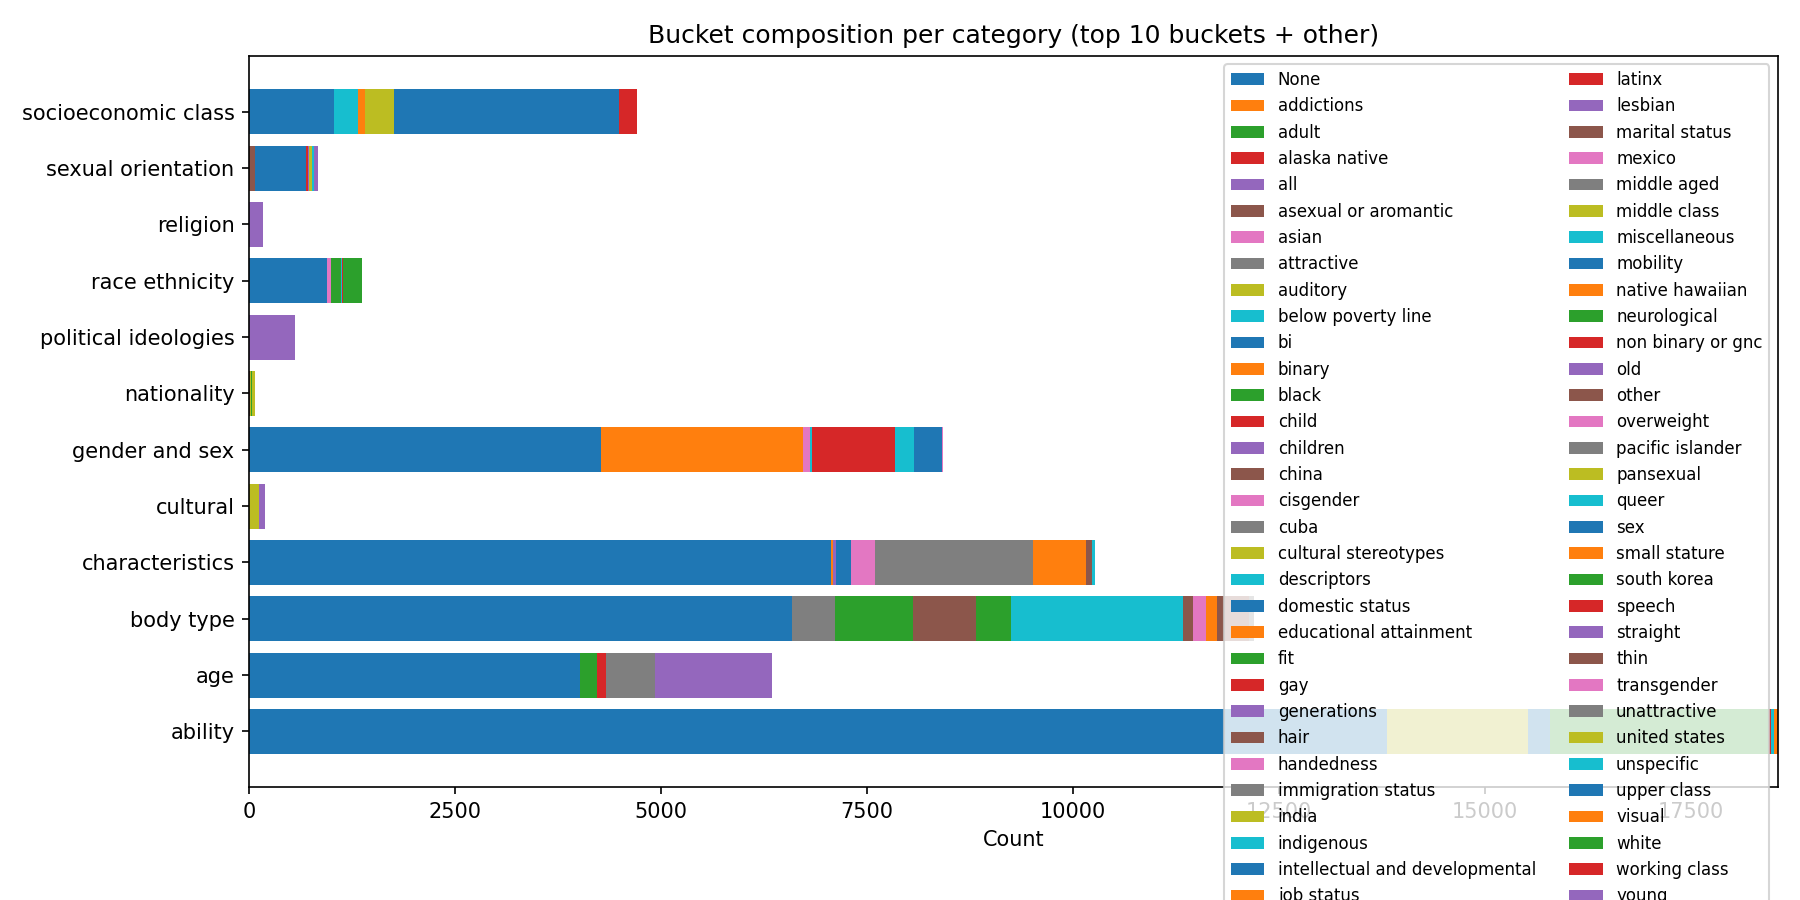 Bucket composition per category (top 10 buckets + other)
socioeconomic class
sexual orientation
religion
race ethnicity
political ideologies
nationality
gender and sex
cultural
characteristics
body type
age
ability
0
2500
5000
7500
10000
12500
15000
17500
Count
None
addictions
adult
alaska native
all
asexual or aromantic
asian
attractive
auditory
below poverty line
bi
binary
black
child
children
china
cisgender
cuba
cultural stereotypes
descriptors
domestic status
educational attainment
fit
gay
generations
hair
handedness
immigration status
india
indigenous
intellectual and developmental
job status
latinx
lesbian
marital status
mexico
middle aged
middle class
miscellaneous
mobility
native hawaiian
neurological
non binary or gnc
old
other
overweight
pacific islander
pansexual
queer
sex
small stature
south korea
speech
straight
thin
transgender
unattractive
united states
unspecific
upper class
visual
white
working class
young